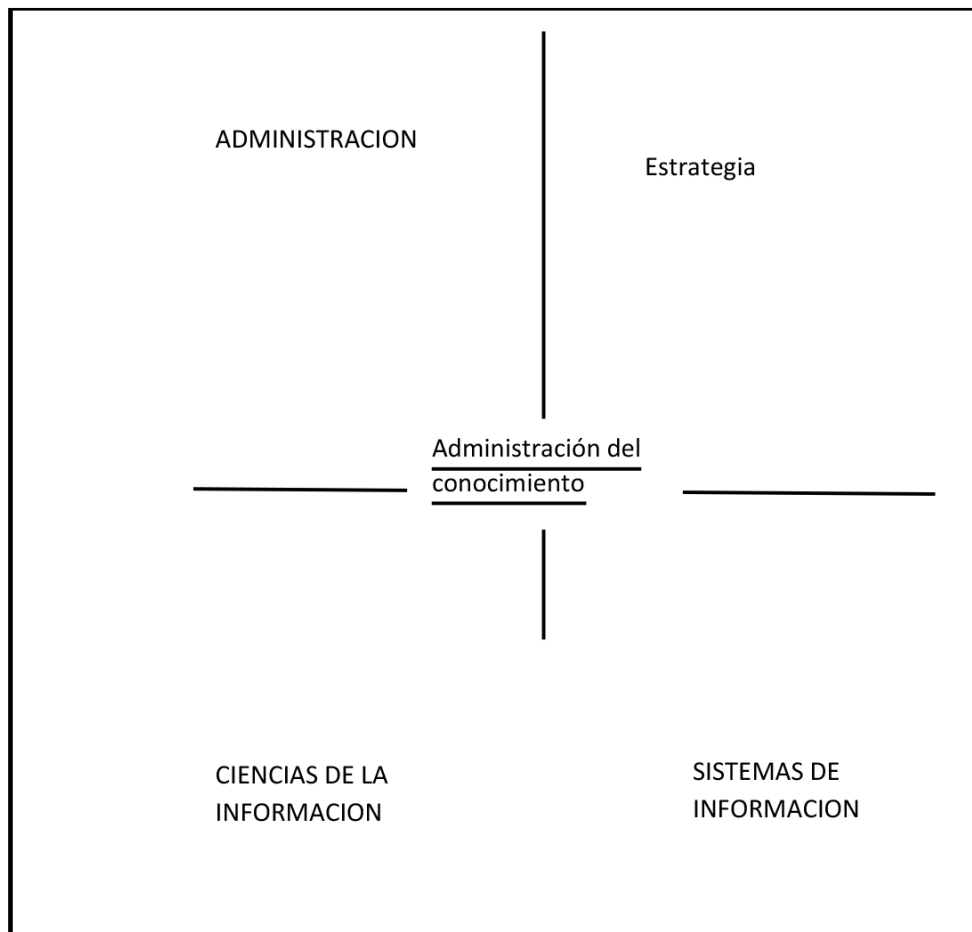 ADMINISTRACION
Estrategia
Administración del
conocimiento
CIENCIAS DE LA
INFORMACION
SISTEMAS DE
INFORMACION